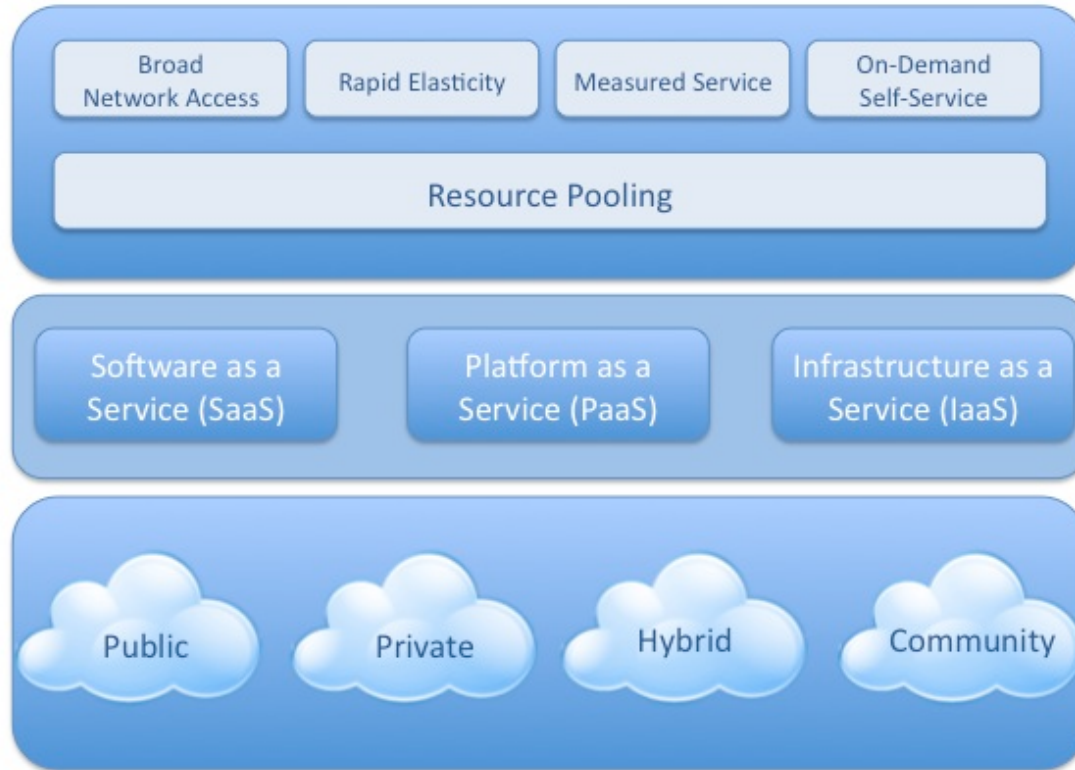 Broad
Network Access
Rapid Elasticity
Measured Service
On-Demand
Self-Service
Resource Pooling
Software as a
Service (SaaS)
Platform as a
Service (PaaS)
Infrastructure as a
Service (IaaS)
Public
Private
Hybrid
Community